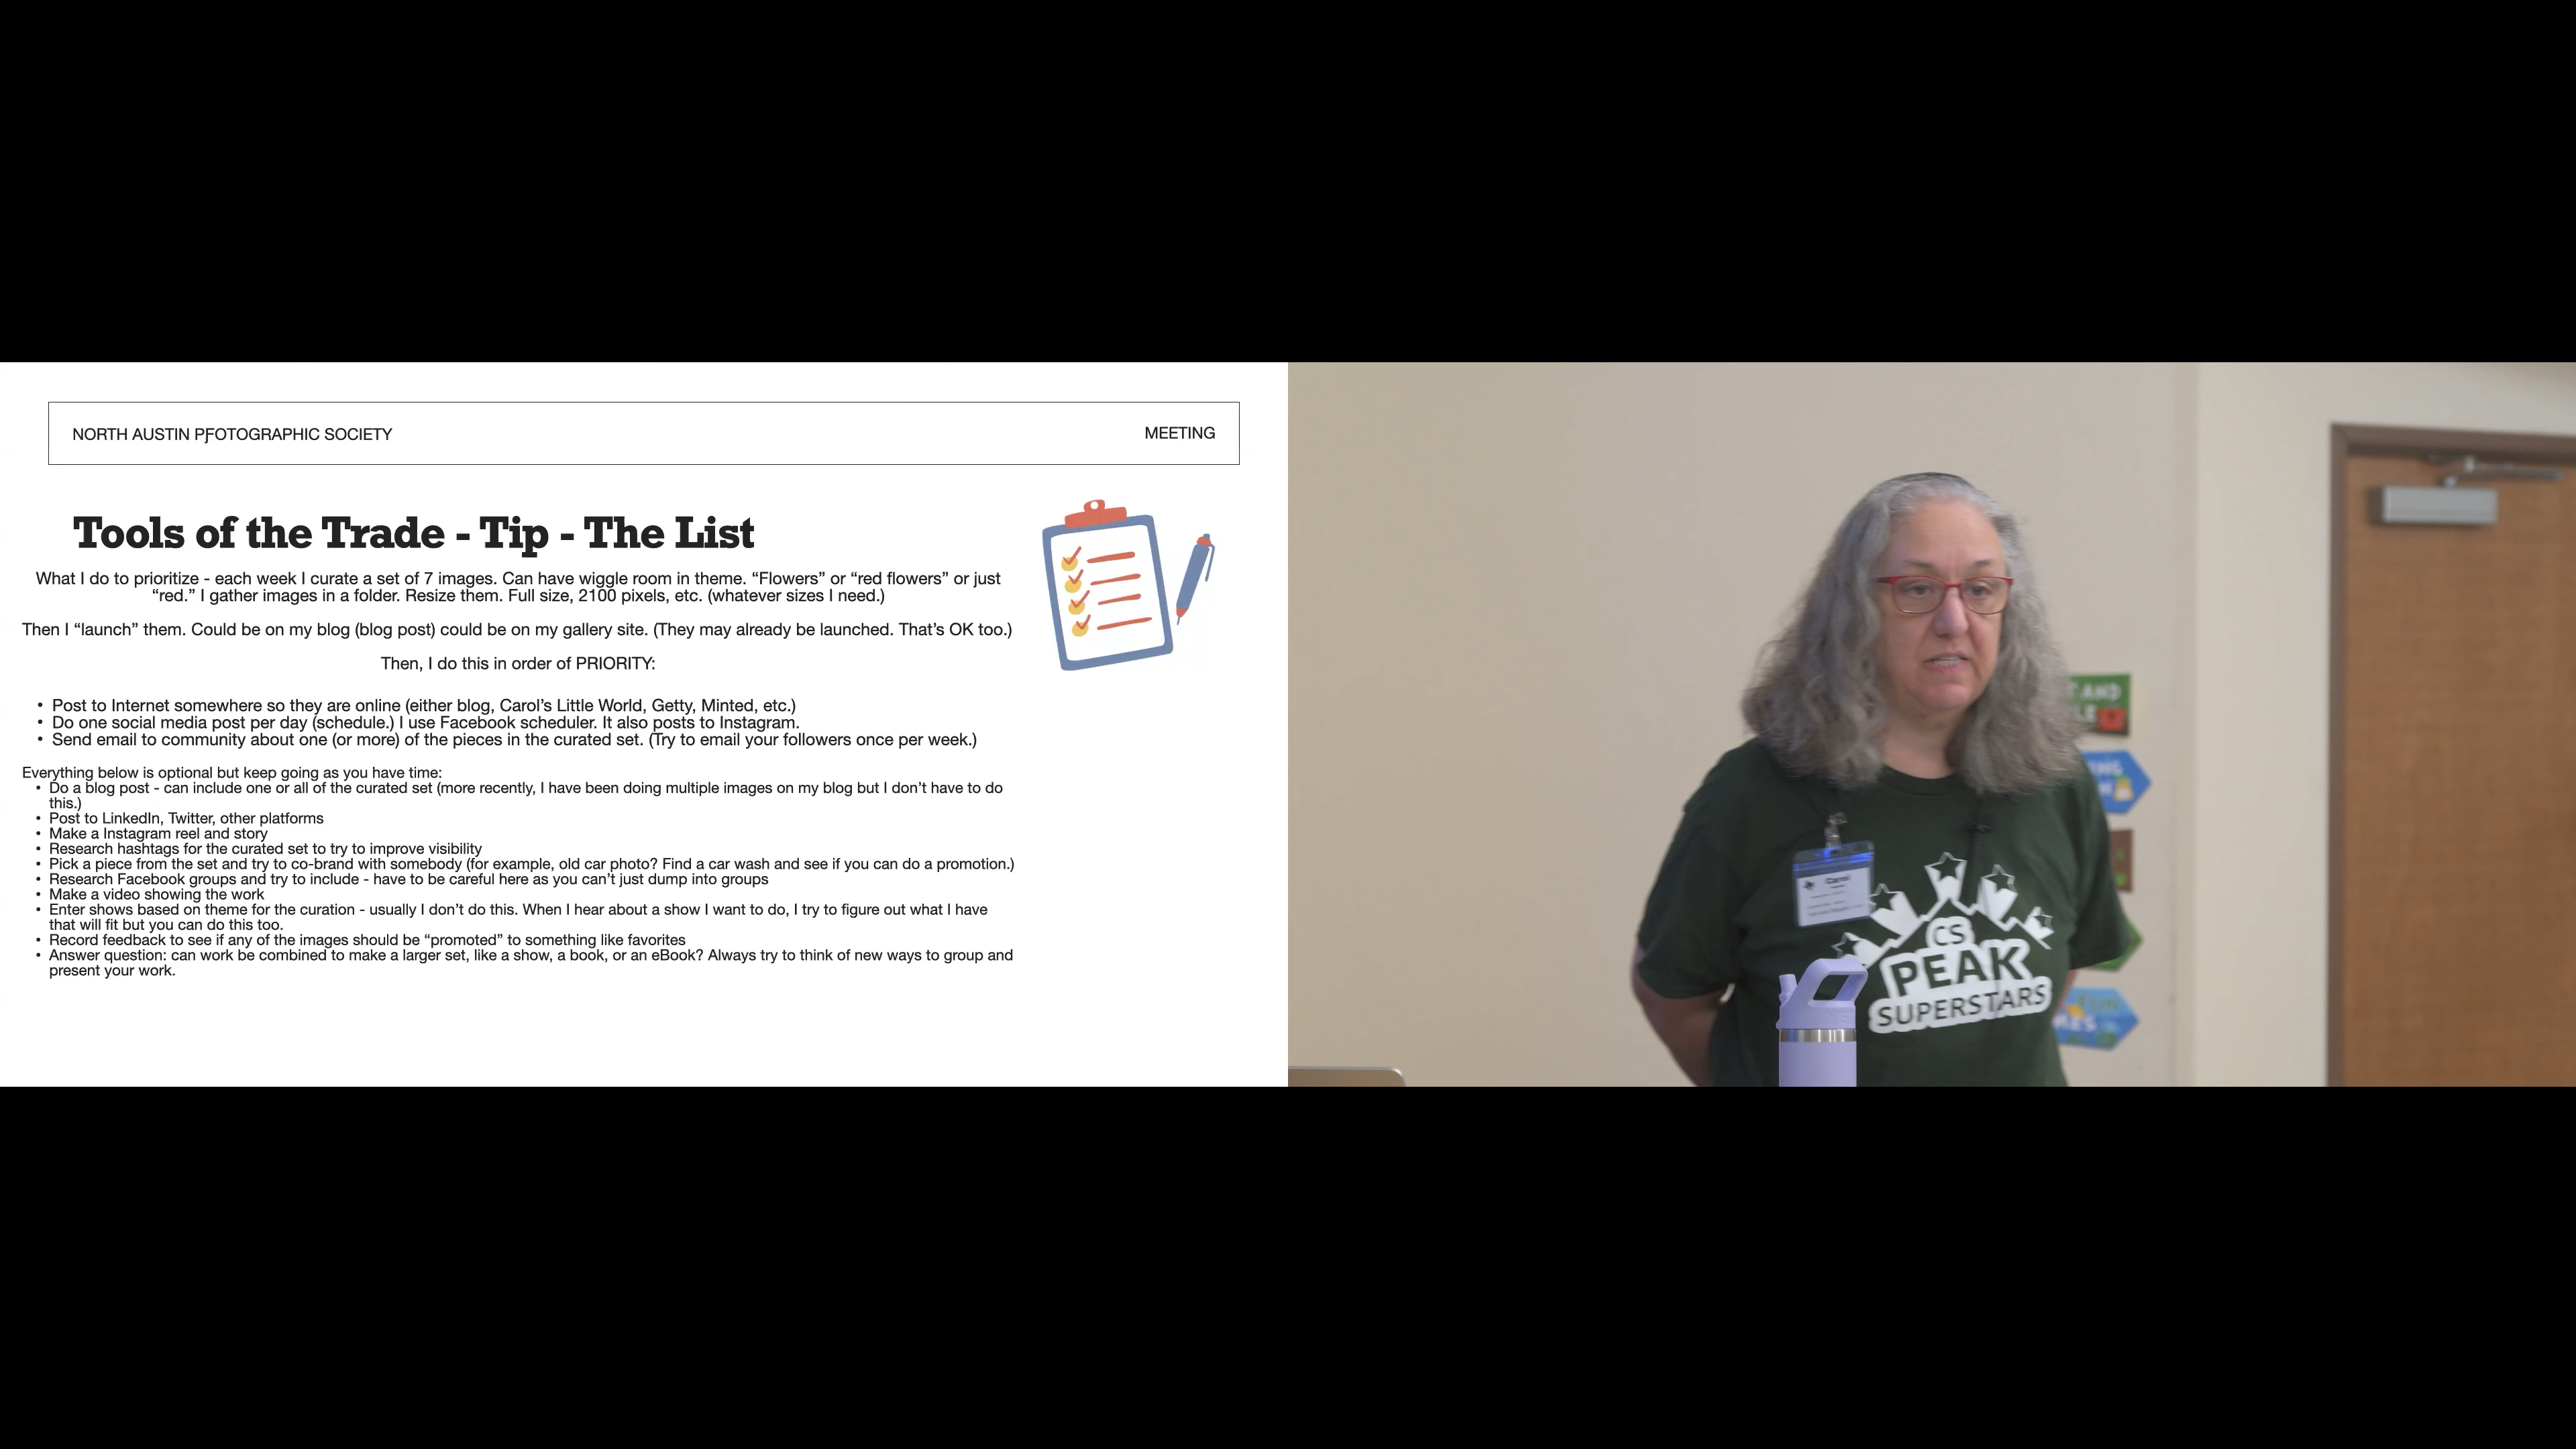 NORTH AUSTIN PFOTOGRAPHIC SOCIETY
MEETING
Tools of the Trade - Tip - The List
What I do to prioritize - each week I curate a set of 7 images. Can have wiggle room in theme. “Flowers” or “red flowers” or just
“red.” I gather images in a folder. Resize them. Full size, 2100 pixels, etc. (whatever sizes I need.)
Then I “launch” them. Could be on my blog (blog post) could be on my gallery site. (They may already be launched. That’s OK too.)
Then, I do this in order of PRIORITY:
• Post to Internet somewhere so they are online (either blog, Carol’s Little World, Getty, Minted, etc.)
• Do one social media post per day (schedule.) I use Facebook scheduler. It also posts to Instagram.
• Send email to community about one (or more) of the pieces in the curated set. (Try to email your followers once per week.)
Everything below is optional but keep going as you have time:
• Do a blog post - can include one or all of the curated set (more recently, I have been doing multiple images on my blog but I don’t have to do
this.)
• Post to LinkedIn, Twitter, other platforms
• Make a Instagram reel and story
• Research hashtags for the curated set to try to improve visibility
• Pick a piece from the set and try to co-brand with somebody (for example, old car photo? Find a car wash and see if you can do a promotion.)
• Research Facebook groups and try to include - have to be careful here as you can’t just dump into groups
• Make a video showing the work
• Enter shows based on theme for the curation - usually I don’t do this. When I hear about a show I want to do, I try to figure out what I have
that will fit but you can do this too.
• Record feedback to see if any of the images should be “promoted” to something like favorites
• Answer question: can work be combined to make a larger set, like a show, a book, or an eBook? Always try to think of new ways to group and
present your work.
Carol
CS
PEAK
SUPERSTARS
AND